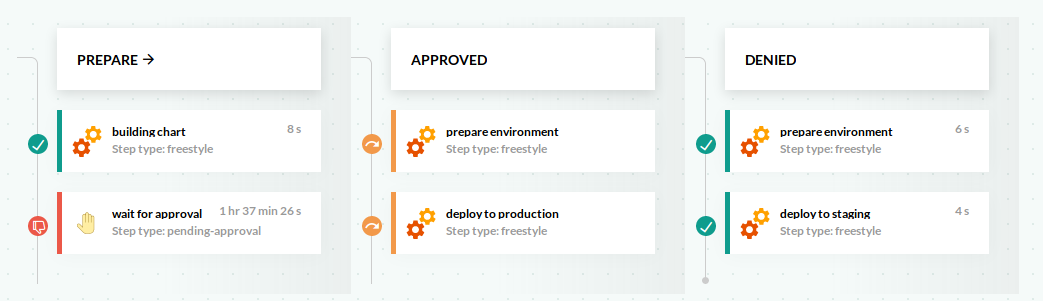 PREPARE →
building chart 8 s
Step type: freestyle
wait for approval 1 hr 37 min 26 s
Step type: pending-approval
APPROVED
prepare environment
Step type: freestyle
deploy to production
Step type: freestyle
DENIED
prepare environment 6 s
Step type: freestyle
deploy to staging 4 s
Step type: freestyle